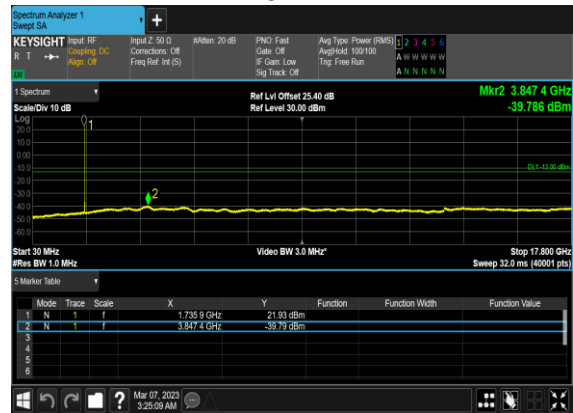 Spectrum Analyzer 1
Swept SA
+
KEYSIGHT Input: RF Input Z: 50 Ω #Atten: 20 dB PNO: Fast Avg Type: Power (RMS) 1 2 3 4 5 6
R T Coupling: DC Corrections: Off Gate: Off Avg|Hold: 100/100 A W W W W W
Align: Off Freq Ref: Int (S) IF Gain: Low Trig: Free Run
LU Sig Track: Off A N N N N N
1 Spectrum Ref Lvl Offset 25.40 dB Mkr2 3.847 4 GHz
Scale/Div 10 dB Ref Level 30.00 dBm -39.786 dBm
Log
20.0
10.0
0.00
-10.0
-20.0
-30.0
-40.0
-50.0
-60.0
1
DL1 -13.00 dBm
2
Start 30 MHz Video BW 3.0 MHz* Stop 17.800 GHz
#Res BW 1.0 MHz Sweep 32.0 ms (40001 pts)
5 Marker Table
Mode Trace Scale X Y Function Function Width Function Value
1 N 1 f 1.735 9 GHz 21.93 dBm
2 N 1 f 3.847 4 GHz -39.79 dBm
3
4
5
6
? Mar 07, 2023
3:25:09 AM